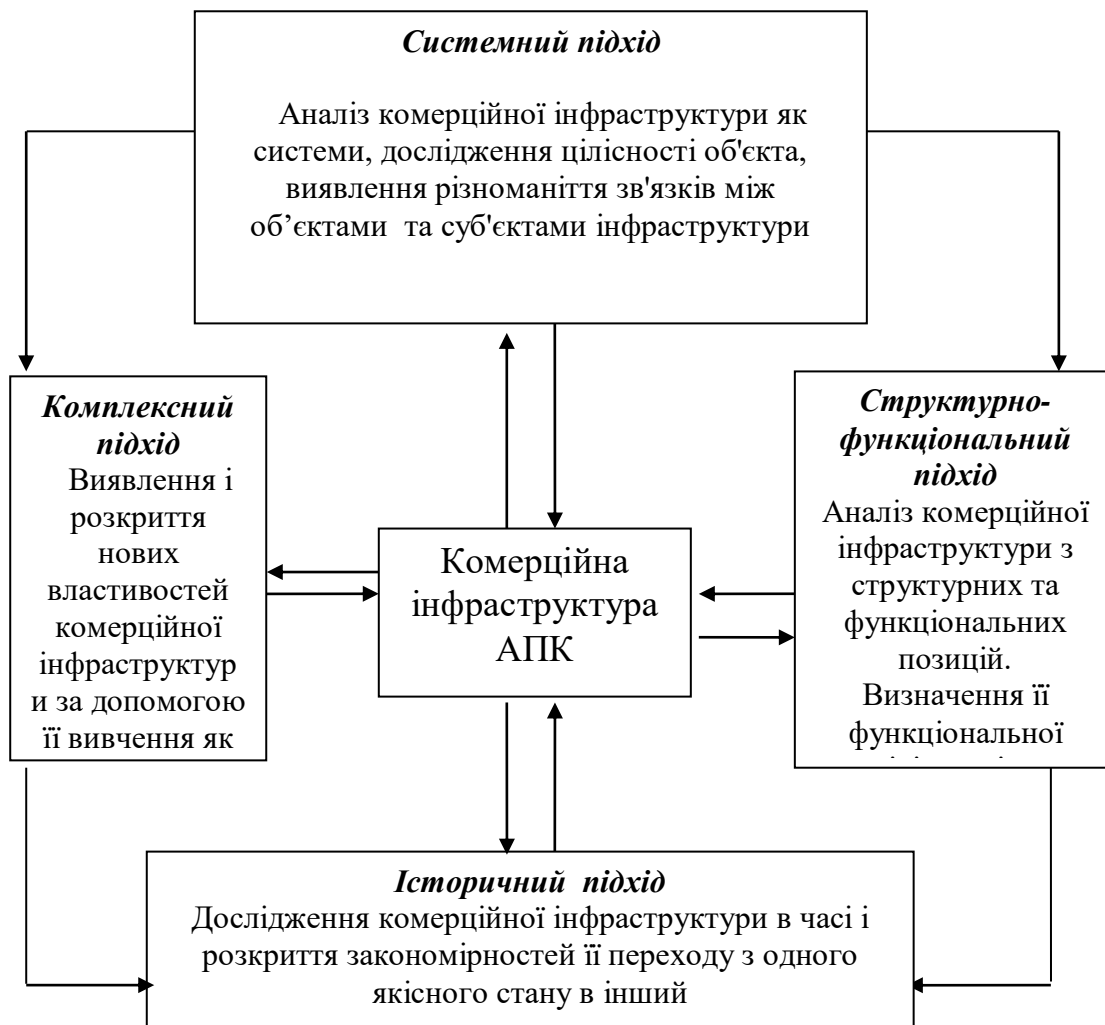 Системний підхід
Аналіз комерційної інфраструктури як
системи, дослідження цілісності об'єкта,
виявлення різноманіття зв'язків між
об’єктами та суб'єктами інфраструктури
Комплексний
підхід
Виявлення і
розкриття
нових
властивостей
комерційної
інфраструктур
и за допомогою
її вивчення як
Структурно-
функціональний
підхід
Аналіз комерційної
інфраструктури з
структурних та
функціональних
позицій.
Визначення її
функціональної
Комерційна
інфраструктура
АПК
Історичний підхід
Дослідження комерційної інфраструктури в часі і
розкриття закономірностей її переходу з одного
якісного стану в інший